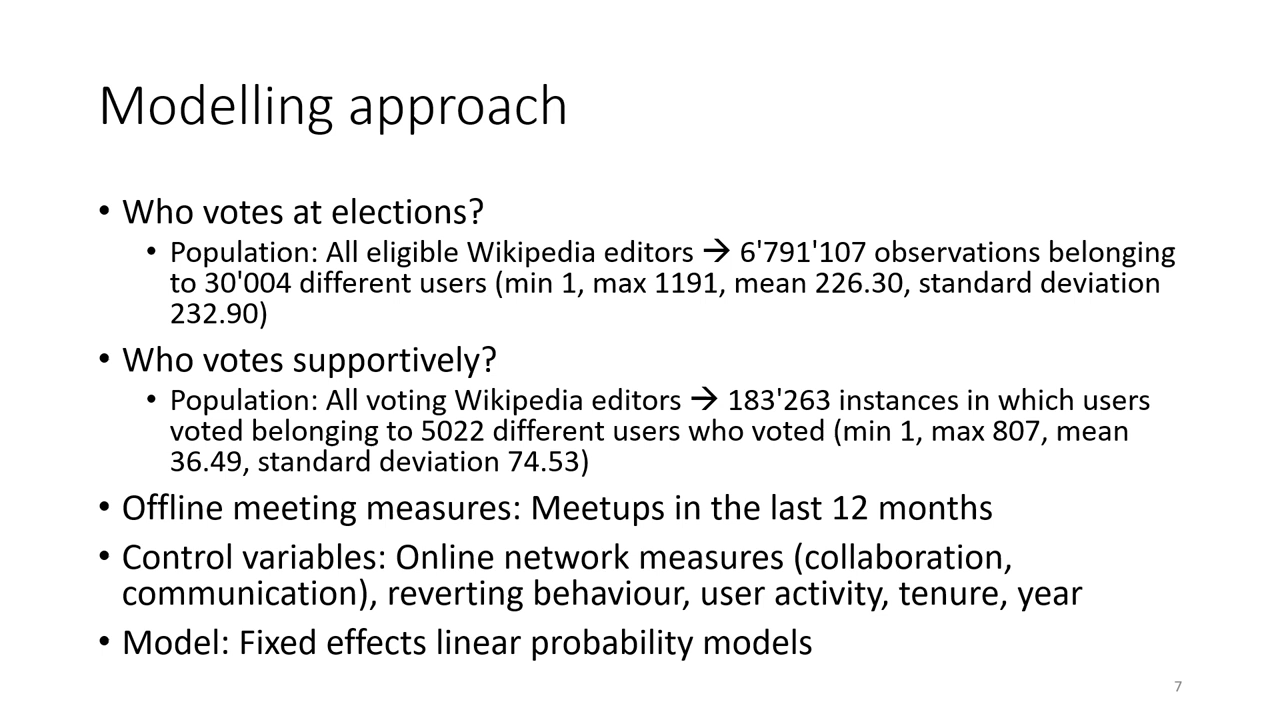 Modelling approach
• Who votes at elections?
• Population: All eligible Wikipedia editors → 6'791'107 observations belonging
to 30'004 different users (min 1, max 1191, mean 226.30, standard deviation
232.90)
• Who votes supportively?
• Population: All voting Wikipedia editors → 183'263 instances in which users
voted belonging to 5022 different users who voted (min 1, max 807, mean
36.49, standard deviation 74.53)
• Offline meeting measures: Meetups in the last 12 months
• Control variables: Online network measures (collaboration,
communication), reverting behaviour, user activity, tenure, year
• Model: Fixed effects linear probability models
7